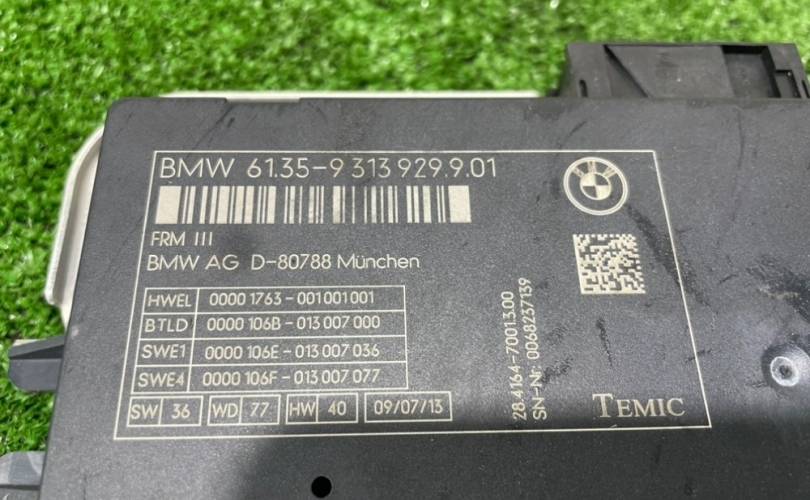 BMW 61.35-9 313 929.9.01
FRM III
BMW AG D-80788 München
HWEL 0000 1763-001 001 001
BTLD 0000 106B-013 007 000
SWE1 0000 106E-013 007 036
SWE4 0000 106F-013 007 077
SW 36 WD 77 HW 40 09/07/13
28.4164-7001.3.00
SN-Nr. 0068237139
TEMIC